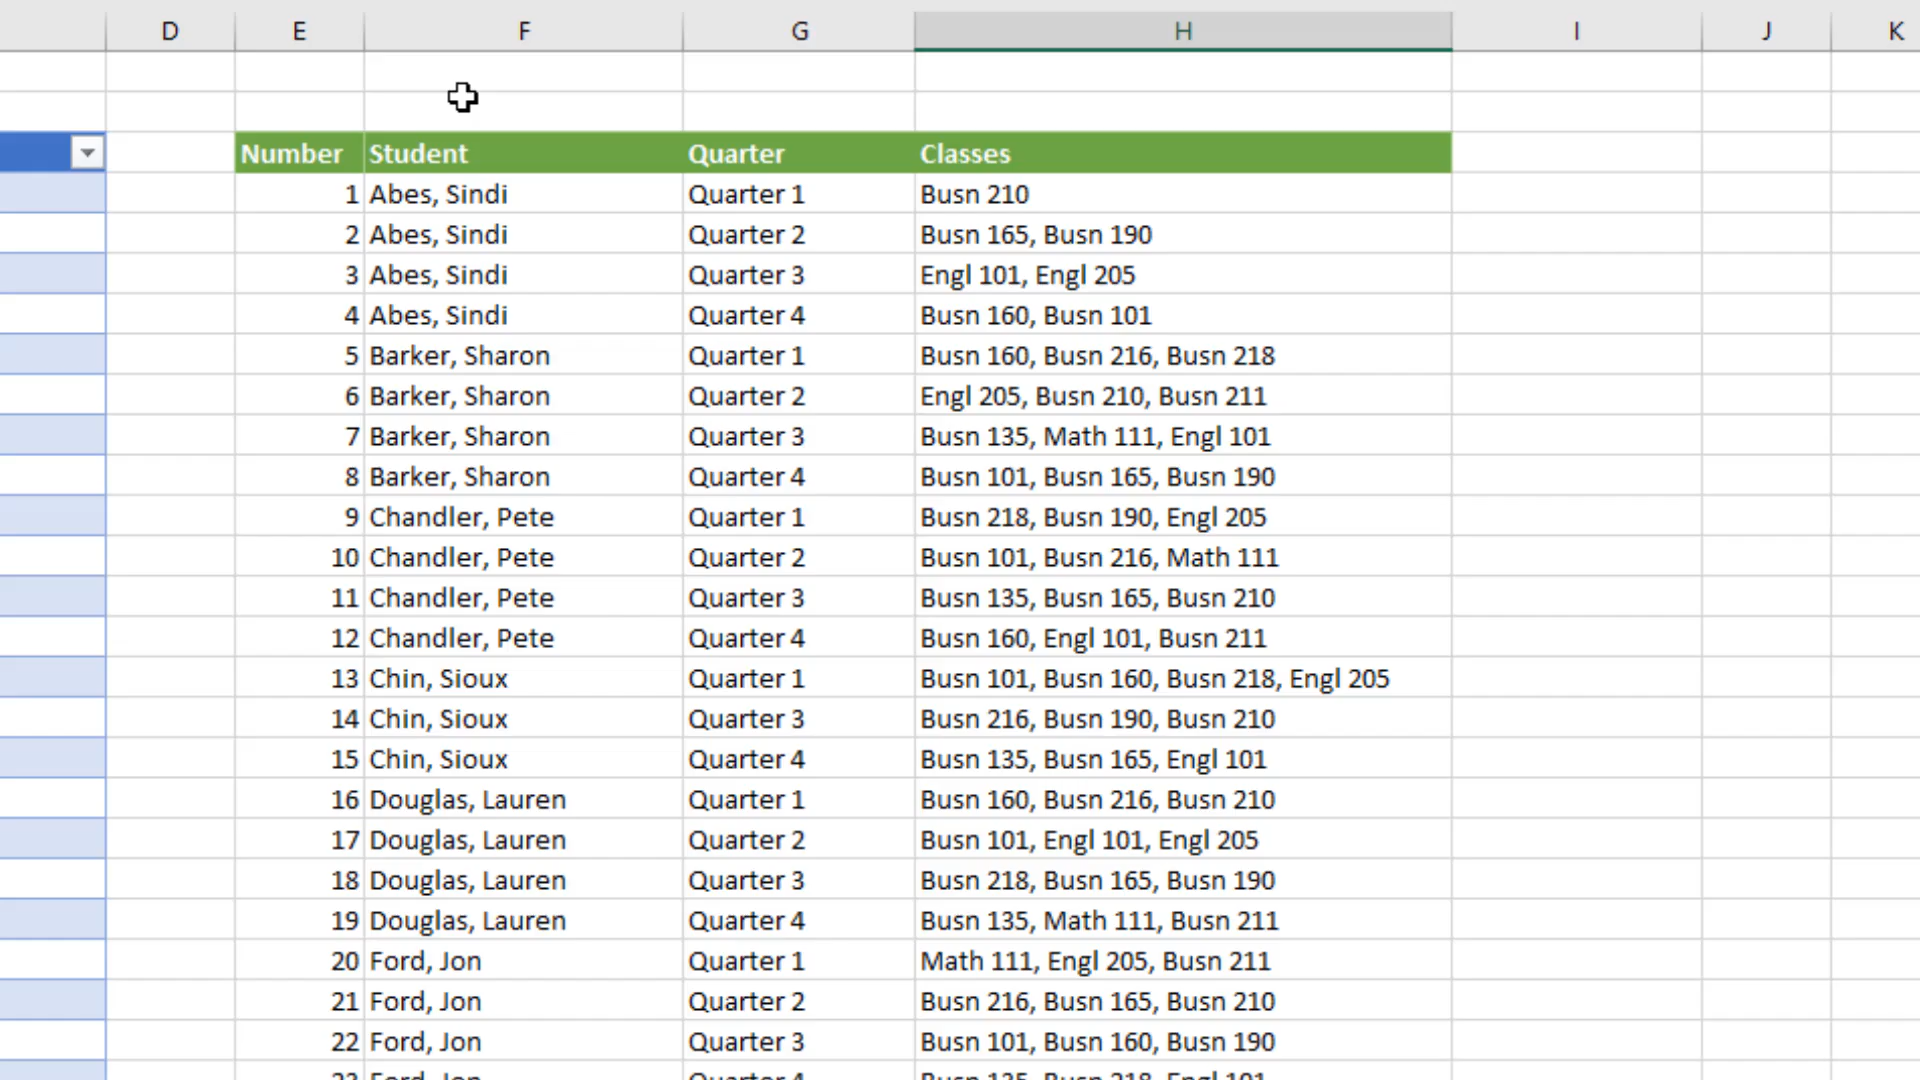 D E F G H I J K
Number Student Quarter Classes
1 Abes, Sindi Quarter 1 Busn 210
2 Abes, Sindi Quarter 2 Busn 165, Busn 190
3 Abes, Sindi Quarter 3 Engl 101, Engl 205
4 Abes, Sindi Quarter 4 Busn 160, Busn 101
5 Barker, Sharon Quarter 1 Busn 160, Busn 216, Busn 218
6 Barker, Sharon Quarter 2 Engl 205, Busn 210, Busn 211
7 Barker, Sharon Quarter 3 Busn 135, Math 111, Engl 101
8 Barker, Sharon Quarter 4 Busn 101, Busn 165, Busn 190
9 Chandler, Pete Quarter 1 Busn 218, Busn 190, Engl 205
10 Chandler, Pete Quarter 2 Busn 101, Busn 216, Math 111
11 Chandler, Pete Quarter 3 Busn 135, Busn 165, Busn 210
12 Chandler, Pete Quarter 4 Busn 160, Engl 101, Busn 211
13 Chin, Sioux Quarter 1 Busn 101, Busn 160, Busn 218, Engl 205
14 Chin, Sioux Quarter 3 Busn 216, Busn 190, Busn 210
15 Chin, Sioux Quarter 4 Busn 135, Busn 165, Engl 101
16 Douglas, Lauren Quarter 1 Busn 160, Busn 216, Busn 210
17 Douglas, Lauren Quarter 2 Busn 101, Engl 101, Engl 205
18 Douglas, Lauren Quarter 3 Busn 218, Busn 165, Busn 190
19 Douglas, Lauren Quarter 4 Busn 135, Math 111, Busn 211
20 Ford, Jon Quarter 1 Math 111, Engl 205, Busn 211
21 Ford, Jon Quarter 2 Busn 216, Busn 165, Busn 210
22 Ford, Jon Quarter 3 Busn 101, Busn 160, Busn 190
23 Ford, Jon Quarter 4 Busn 135, Busn 218, Engl 101